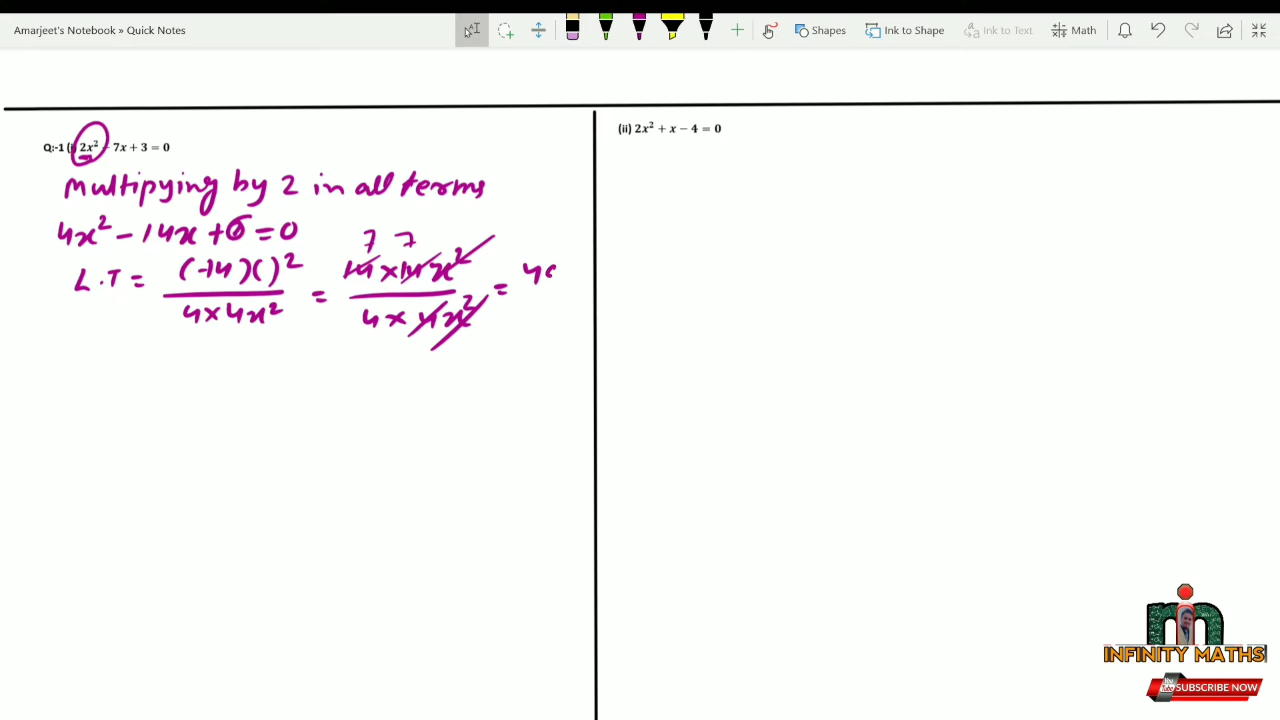 Amarjeet's Notebook » Quick Notes
Shapes
Ink to Shape
Ink to Text
Math
Q:-1 (i) 2x² - 7x + 3 = 0
Multipying by 2 in all terms
4x² - 14x + 6 = 0
L.T = (-14)( )² / 4 x 4x² = 14 x 14x² / 4 x 4x² = 49
7 7
(ii) 2x² + x − 4 = 0
INFINITY MATHS
SUBSCRIBE NOW